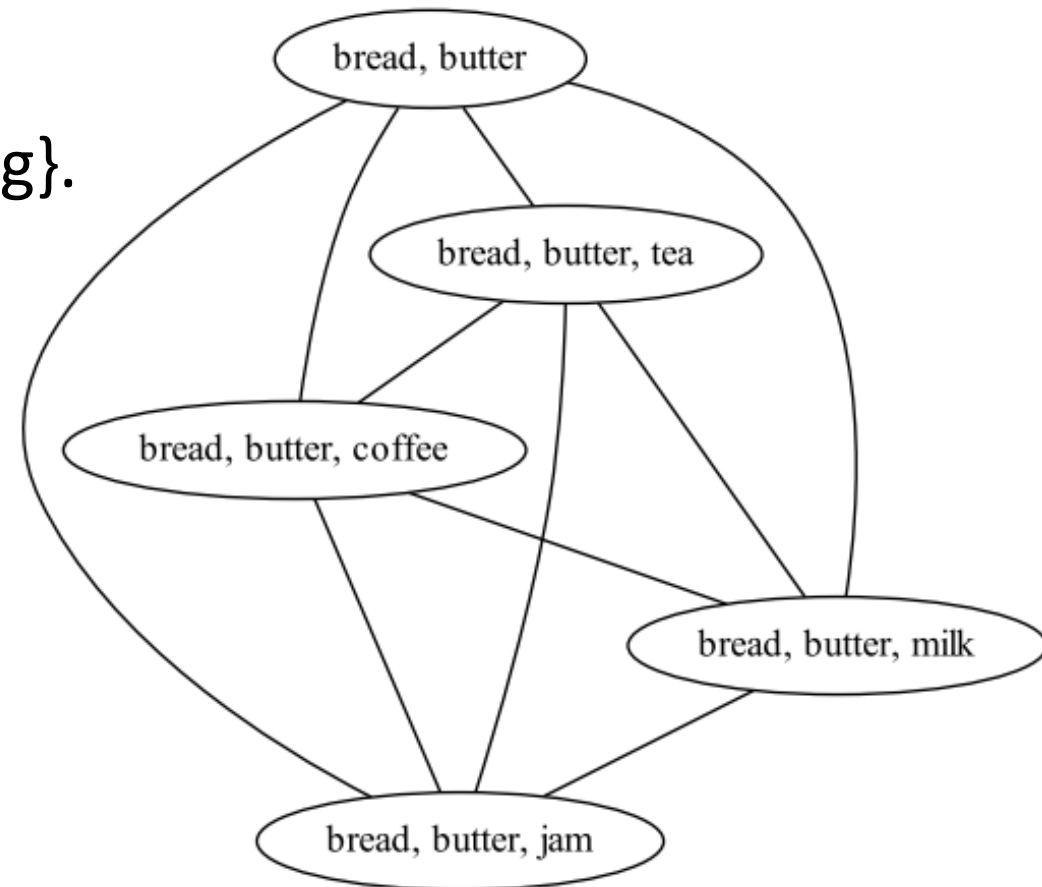 bread, butter
g}.
bread, butter, tea
bread, butter, coffee
bread, butter, milk
bread, butter, jam